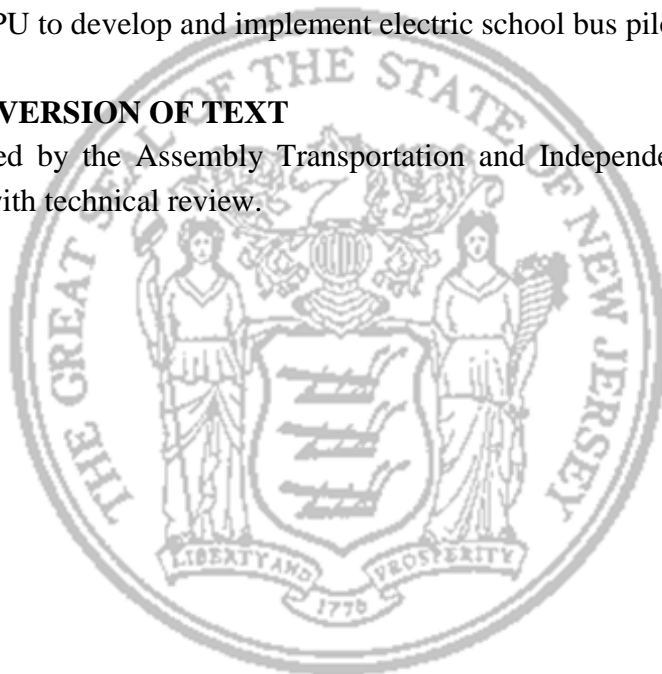 PU to develop and implement electric school bus pilo
VERSION OF TEXT
ed by the Assembly Transportation and Independe
with technical review.
THE GREAT SEAL OF THE STATE OF NEW JERSEY
LIBERTY AND PROSPERITY
1776